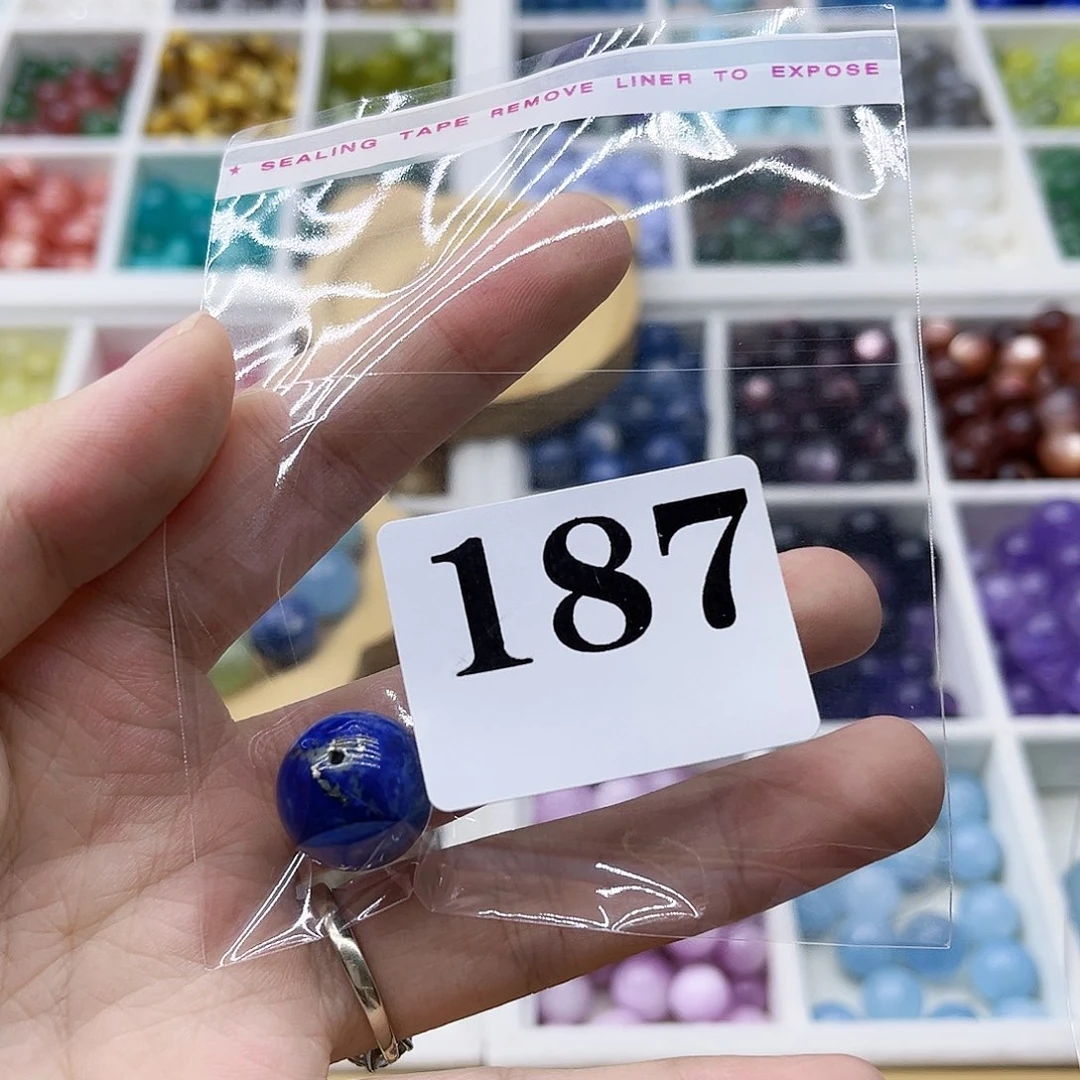 ★ SEALING TAPE REMOVE LINER TO EXPOSE
187